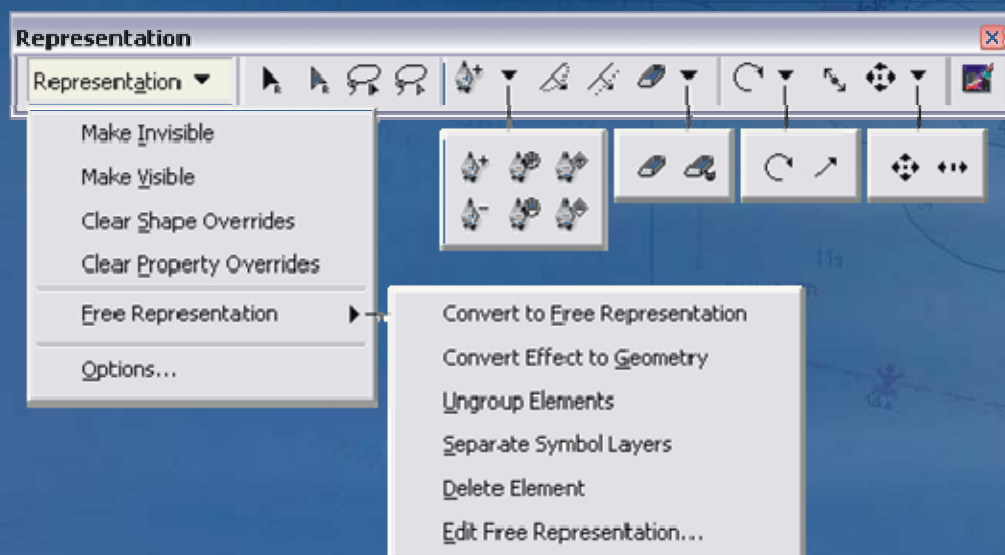 Representation
Representation
Make Invisible
Make Visible
Clear Shape Overrides
Clear Property Overrides
Free Representation
Options...
Convert to Free Representation
Convert Effect to Geometry
Ungroup Elements
Separate Symbol Layers
Delete Element
Edit Free Representation...